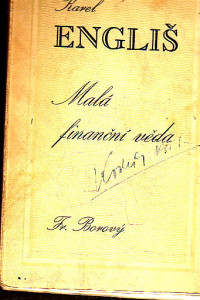 Karel
ENGLIŠ
Malá
finanční věda
Fr. Borový